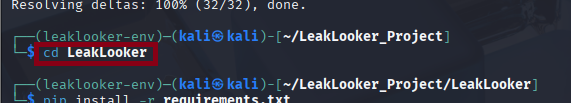 Resolving deltas: 100% (32/32), done.
┌──(leaklooker-env)─(kali㉿kali)-[~/LeakLooker_Project]
└─$ cd LeakLooker
┌──(leaklooker-env)─(kali㉿kali)-[~/LeakLooker_Project/LeakLooker]
└─$ pip install -r requirements.txt